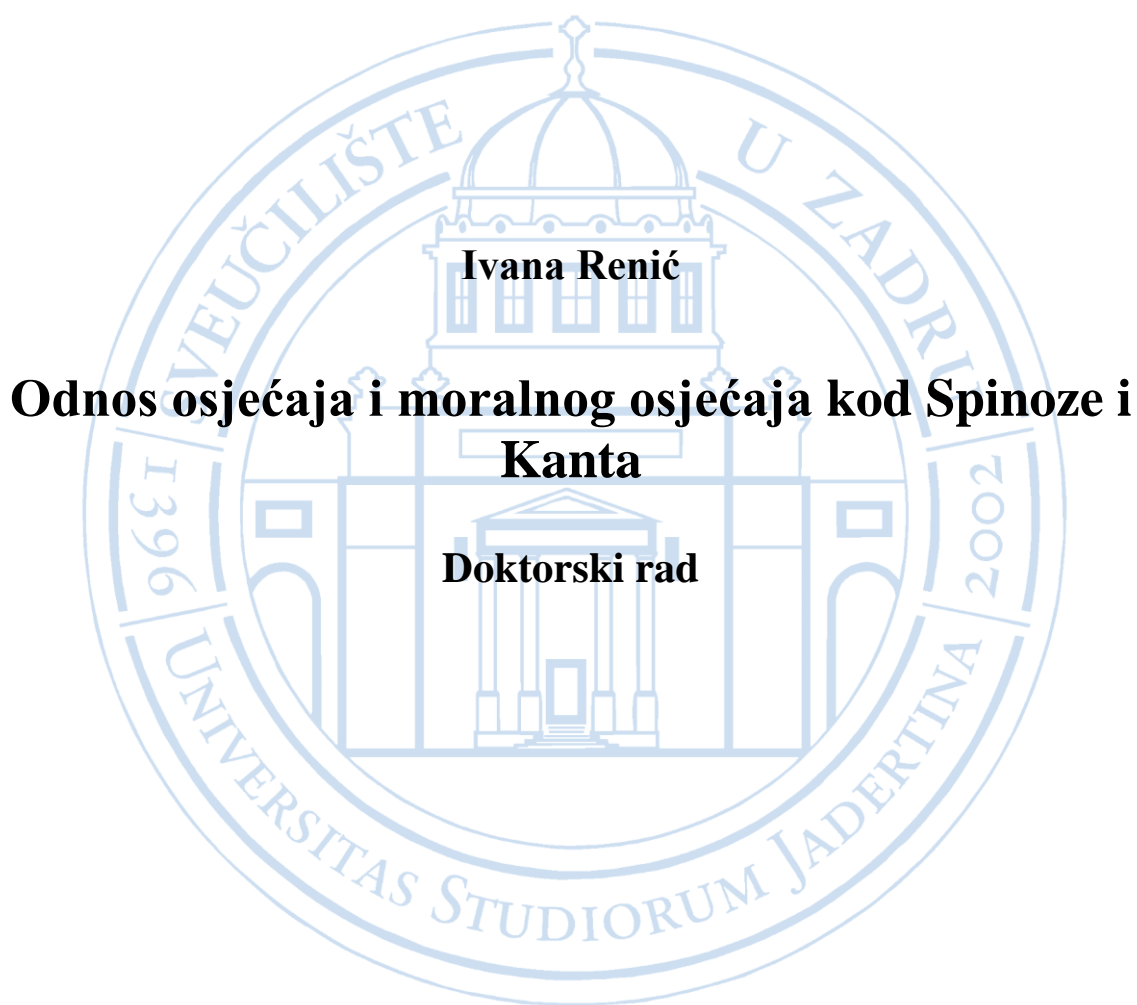 SVEUČILIŠTE U ZADRU
Ivana Renić
Odnos osjećaja i moralnog osjećaja kod Spinoze i
Kanta
1396
2002
Doktorski rad
UNIVERSITAS STUDIORUM JADERTINA